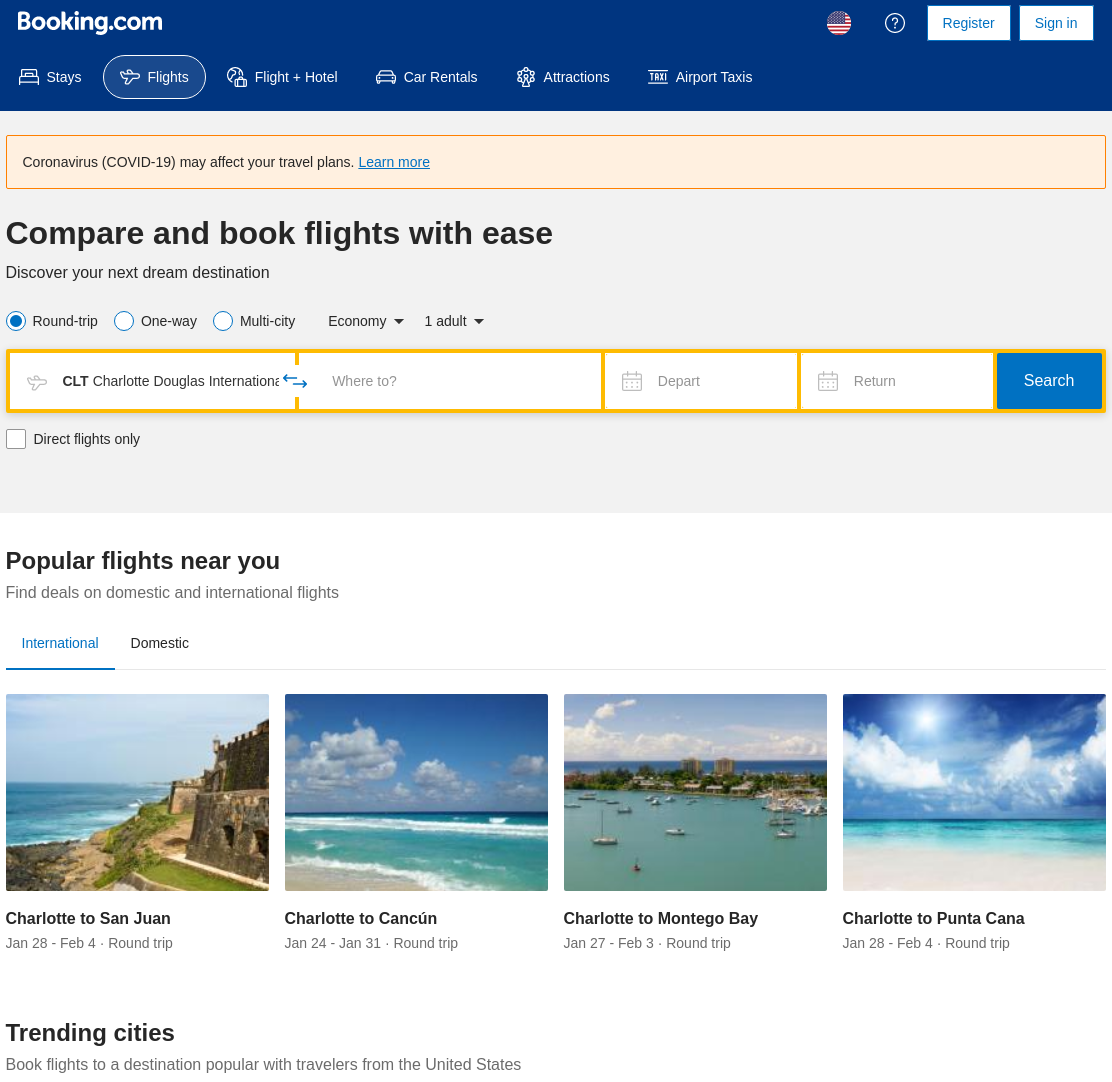 Booking.com
Register
Sign in
Stays
Flights
Flight + Hotel
Car Rentals
Attractions
TAXI
Airport Taxis
Coronavirus (COVID-19) may affect your travel plans. Learn more
Compare and book flights with ease
Discover your next dream destination
Round-trip
One-way
Multi-city
Economy
1 adult
CLT Charlotte Douglas Internationa
Where to?
Depart
Return
Search
Direct flights only
Popular flights near you
Find deals on domestic and international flights
International
Domestic
Charlotte to San Juan
Jan 28 - Feb 4 · Round trip
Charlotte to Cancún
Jan 24 - Jan 31 · Round trip
Charlotte to Montego Bay
Jan 27 - Feb 3 · Round trip
Charlotte to Punta Cana
Jan 28 - Feb 4 · Round trip
Trending cities
Book flights to a destination popular with travelers from the United States